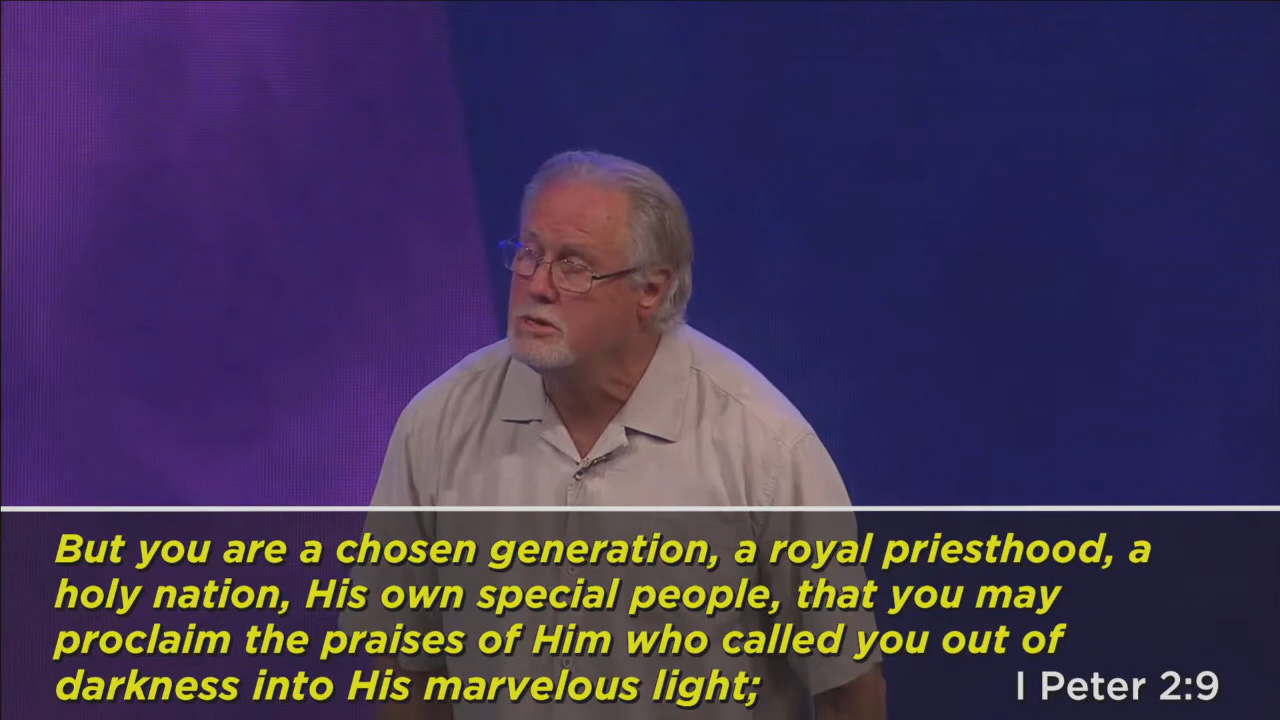 But you are a chosen generation, a royal priesthood, a
holy nation, His own special people, that you may
proclaim the praises of Him who called you out of
darkness into His marvelous light;
I Peter 2:9